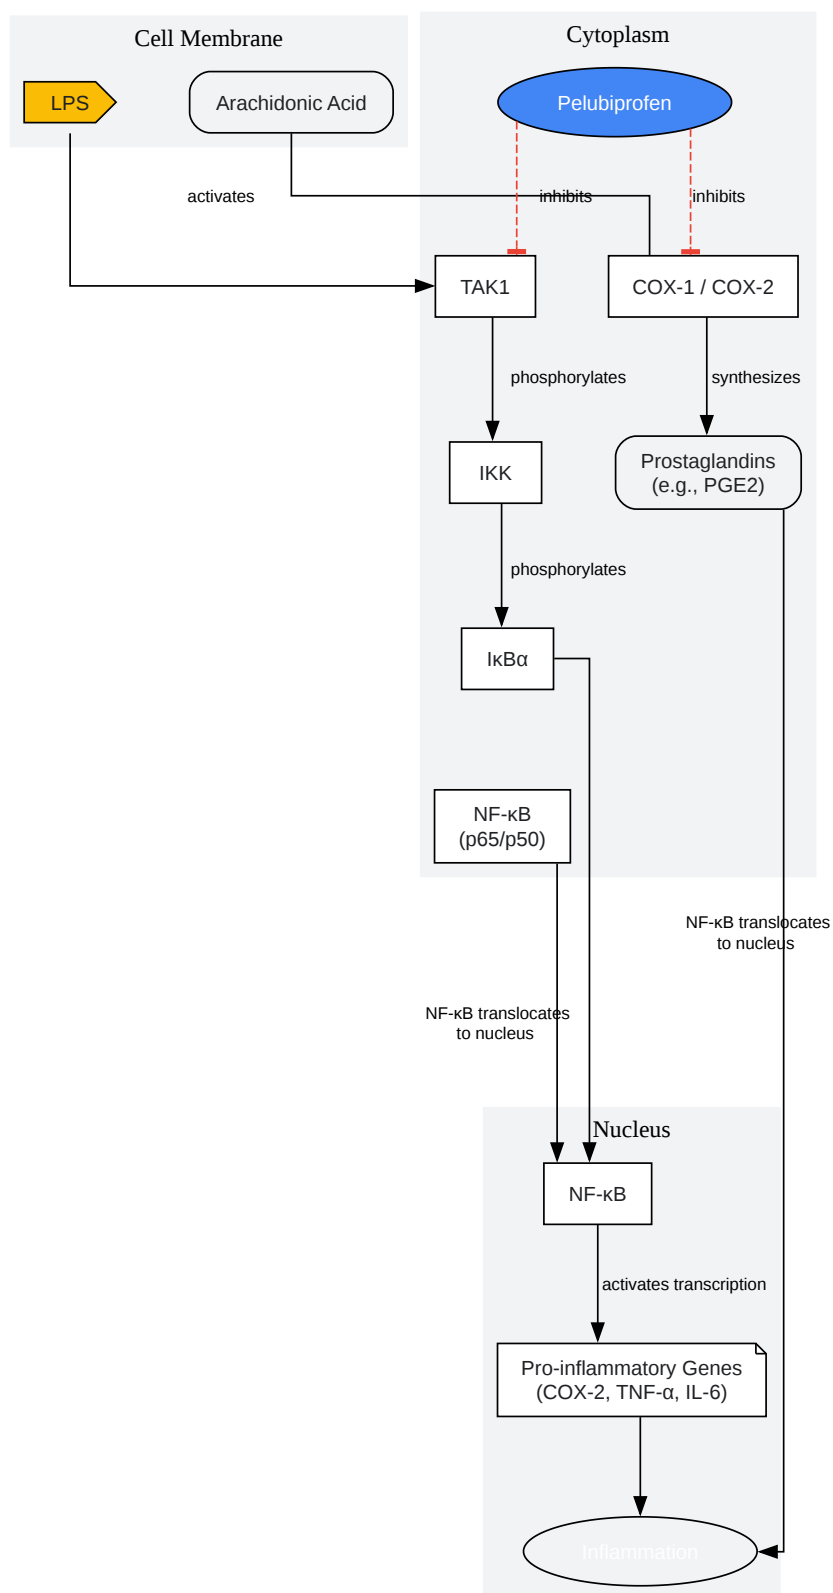 Cell Membrane
Cytoplasm
LPS
Arachidonic Acid
Pelubiprofen
activates
inhibits
inhibits
TAK1
COX-1 / COX-2
phosphorylates
synthesizes
IKK
Prostaglandins
(e.g., PGE2)
phosphorylates
IκBα
NF-κB
(p65/p50)
NF-κB translocates
to nucleus
NF-κB translocates
to nucleus
Nucleus
NF-κB
activates transcription
Pro-inflammatory Genes
(COX-2, TNF-α, IL-6)
Inflammation